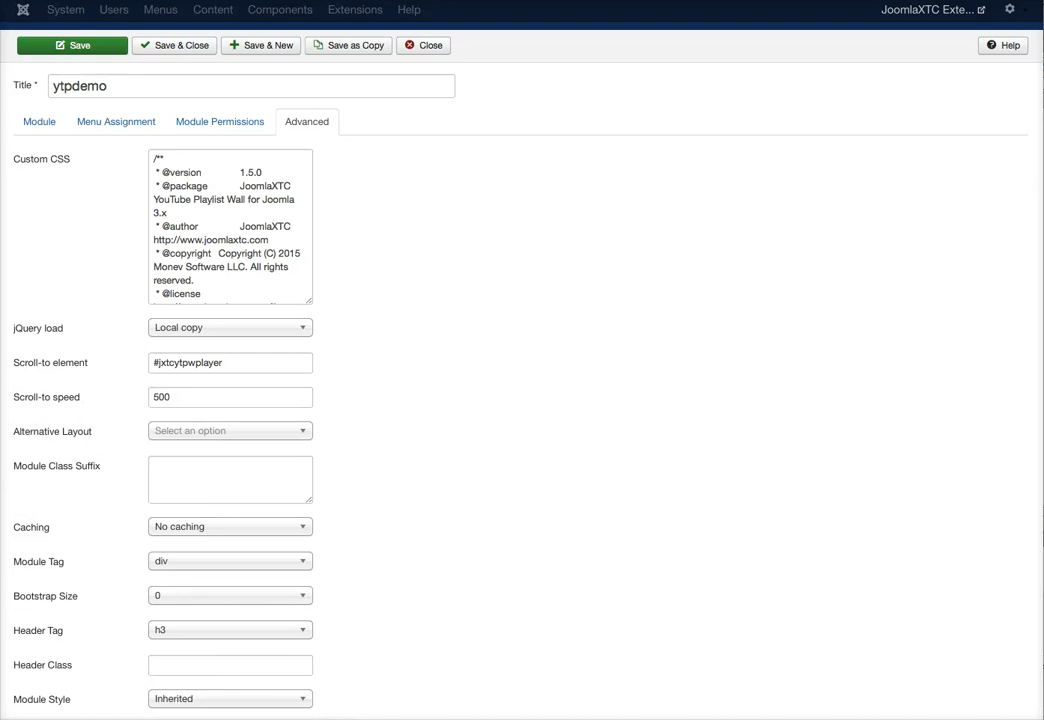 System Users Menus Content Components Extensions Help JoomlaXTC Exte...
Save Save & Close Save & New Save as Copy Close Help
Title * ytpdemo
Module Menu Assignment Module Permissions Advanced
Custom CSS
/**
* @version 1.5.0
* @package JoomlaXTC
YouTube Playlist Wall for Joomla
3.x
* @author JoomlaXTC
http://www.joomlaxtc.com
* @copyright Copyright (C) 2015
Monev Software LLC. All rights
reserved.
* @license
jQuery load Local copy
Scroll-to element #jxtcytpwplayer
Scroll-to speed 500
Alternative Layout Select an option
Module Class Suffix
Caching No caching
Module Tag div
Bootstrap Size 0
Header Tag h3
Header Class
Module Style Inherited